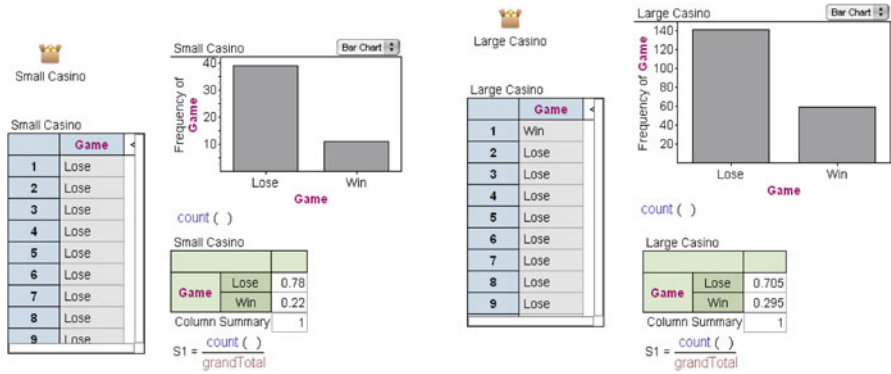 Small Casino
Small Casino
Game <
1 Lose
2 Lose
3 Lose
4 Lose
5 Lose
6 Lose
7 Lose
8 Lose
9 Lose
Small Casino
Bar Chart
Frequency of Game
40
30
20
10
Lose Win
Game
count ( )
Small Casino
Game Lose 0.78
Win 0.22
Column Summary 1
S1 = count ( )
grandTotal
Large Casino
Large Casino
Game <
1 Win
2 Lose
3 Lose
4 Lose
5 Lose
6 Lose
7 Lose
8 Lose
9 Lose
Large Casino
Bar Chart
Frequency of Game
140
120
100
80
60
40
20
Lose Win
Game
count ( )
Large Casino
Game Lose 0.705
Win 0.295
Column Summary 1
S1 = count ( )
grandTotal